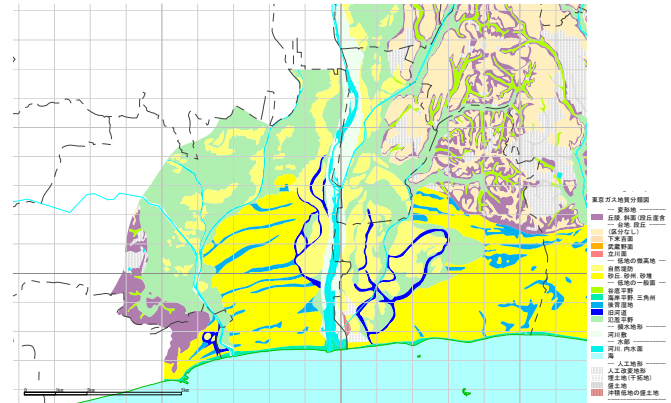 東京ガス地質分類図
-- 変形地 --
丘陵, 斜面(段丘崖含
-- 台地, 段丘 --
(区分なし)
下末吉面
武蔵野面
立川面
-- 低地の微高地 --
自然堤防
砂丘, 砂州, 砂堆
-- 低地の一般面 --
谷底平野
海岸平野, 三角州
後背湿地
旧河道
氾濫平野
-- 頻水地形 --
河川敷
-- 水部 --
河川, 内水面
海
-- 人工地形 --
人工改変地形
埋土地(干拓地)
盛土地
沖積低地の盛土地